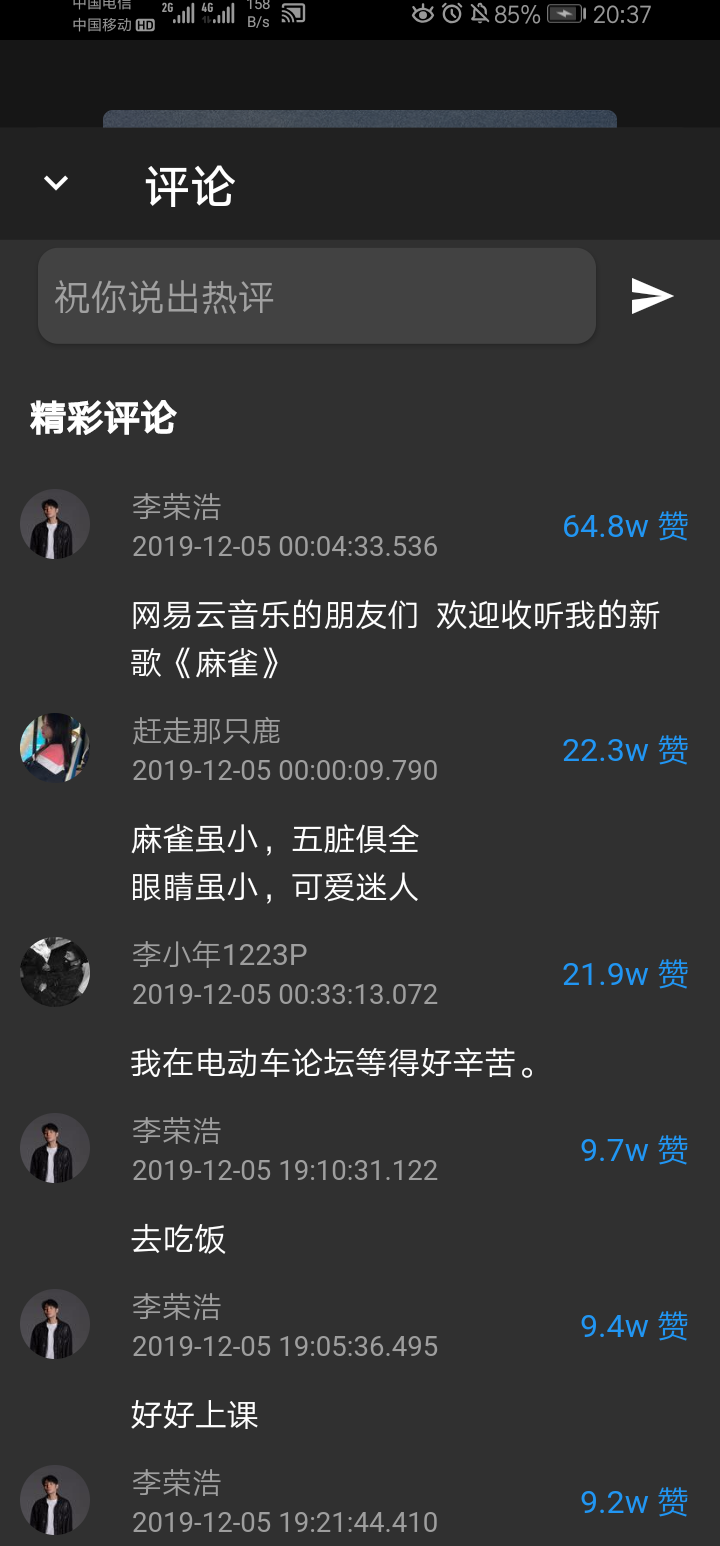 中国电信
中国移动 HD
2G 4G 158 B/s
85% 20:37
评论
祝你说出热评
精彩评论
李荣浩
2019-12-05 00:04:33.536
64.8w 赞
网易云音乐的朋友们 欢迎收听我的新
歌《麻雀》
赶走那只鹿
2019-12-05 00:00:09.790
22.3w 赞
麻雀虽小，五脏俱全
眼睛虽小，可爱迷人
李小年1223P
2019-12-05 00:33:13.072
21.9w 赞
我在电动车论坛等得好辛苦。
李荣浩
2019-12-05 19:10:31.122
9.7w 赞
去吃饭
李荣浩
2019-12-05 19:05:36.495
9.4w 赞
好好上课
李荣浩
2019-12-05 19:21:44.410
9.2w 赞